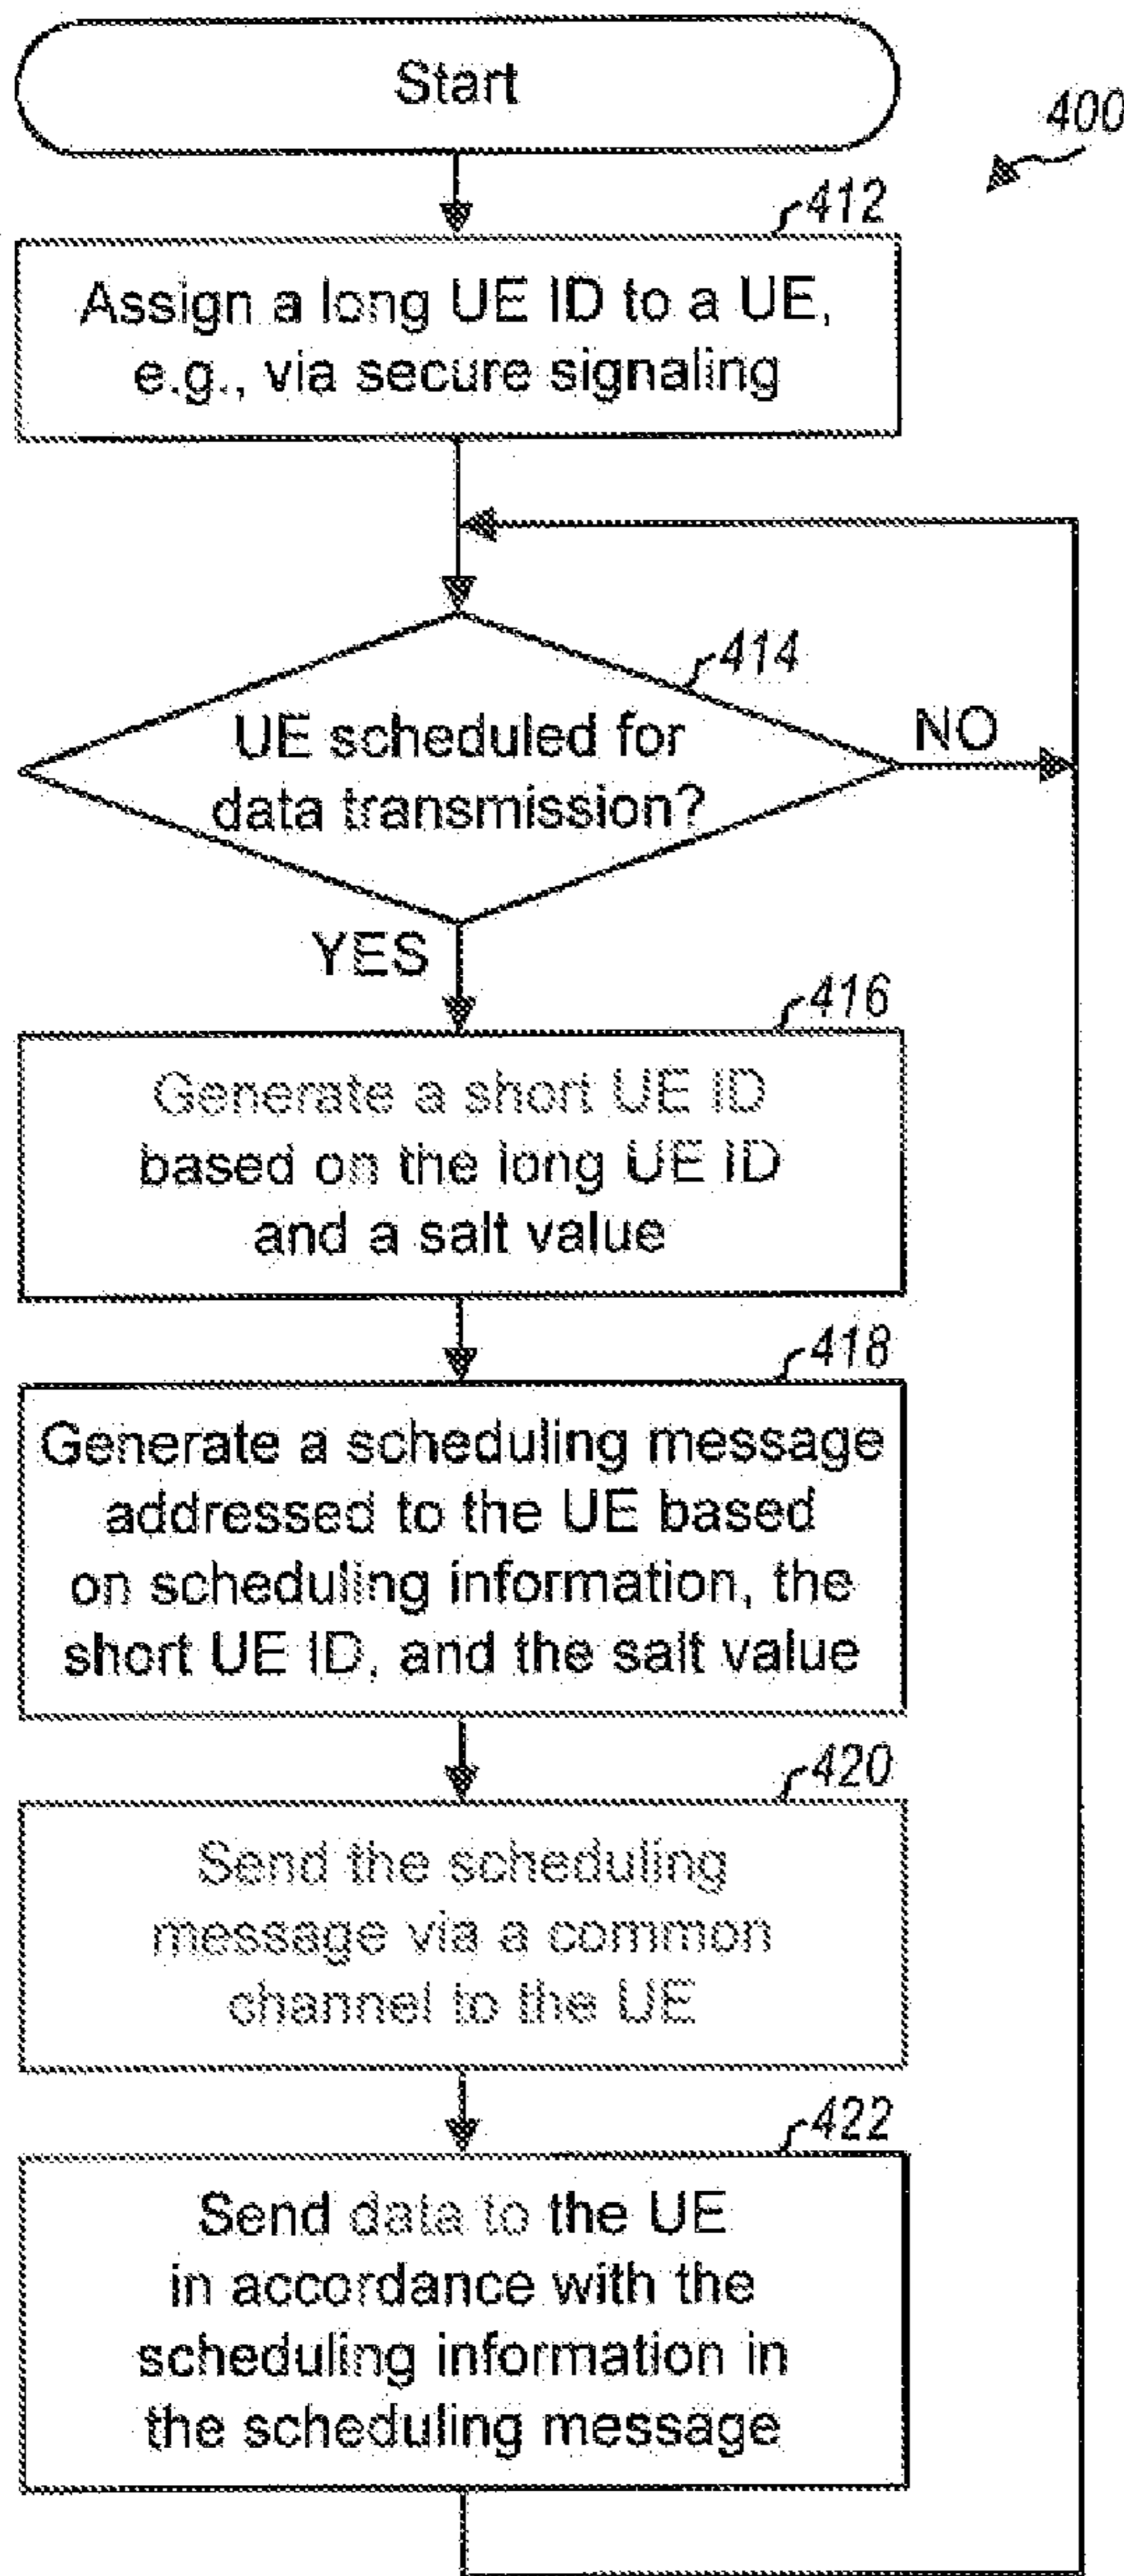 Start
400
412
Assign a long UE ID to a UE,
e.g., via secure signaling
414
UE scheduled for
data transmission?
NO
YES
416
Generate a short UE ID
based on the long UE ID
and a salt value
418
Generate a scheduling message
addressed to the UE based
on scheduling information, the
short UE ID, and the salt value
420
Send the scheduling
message via a common
channel to the UE
422
Send data to the UE
in accordance with the
scheduling information in
the scheduling message